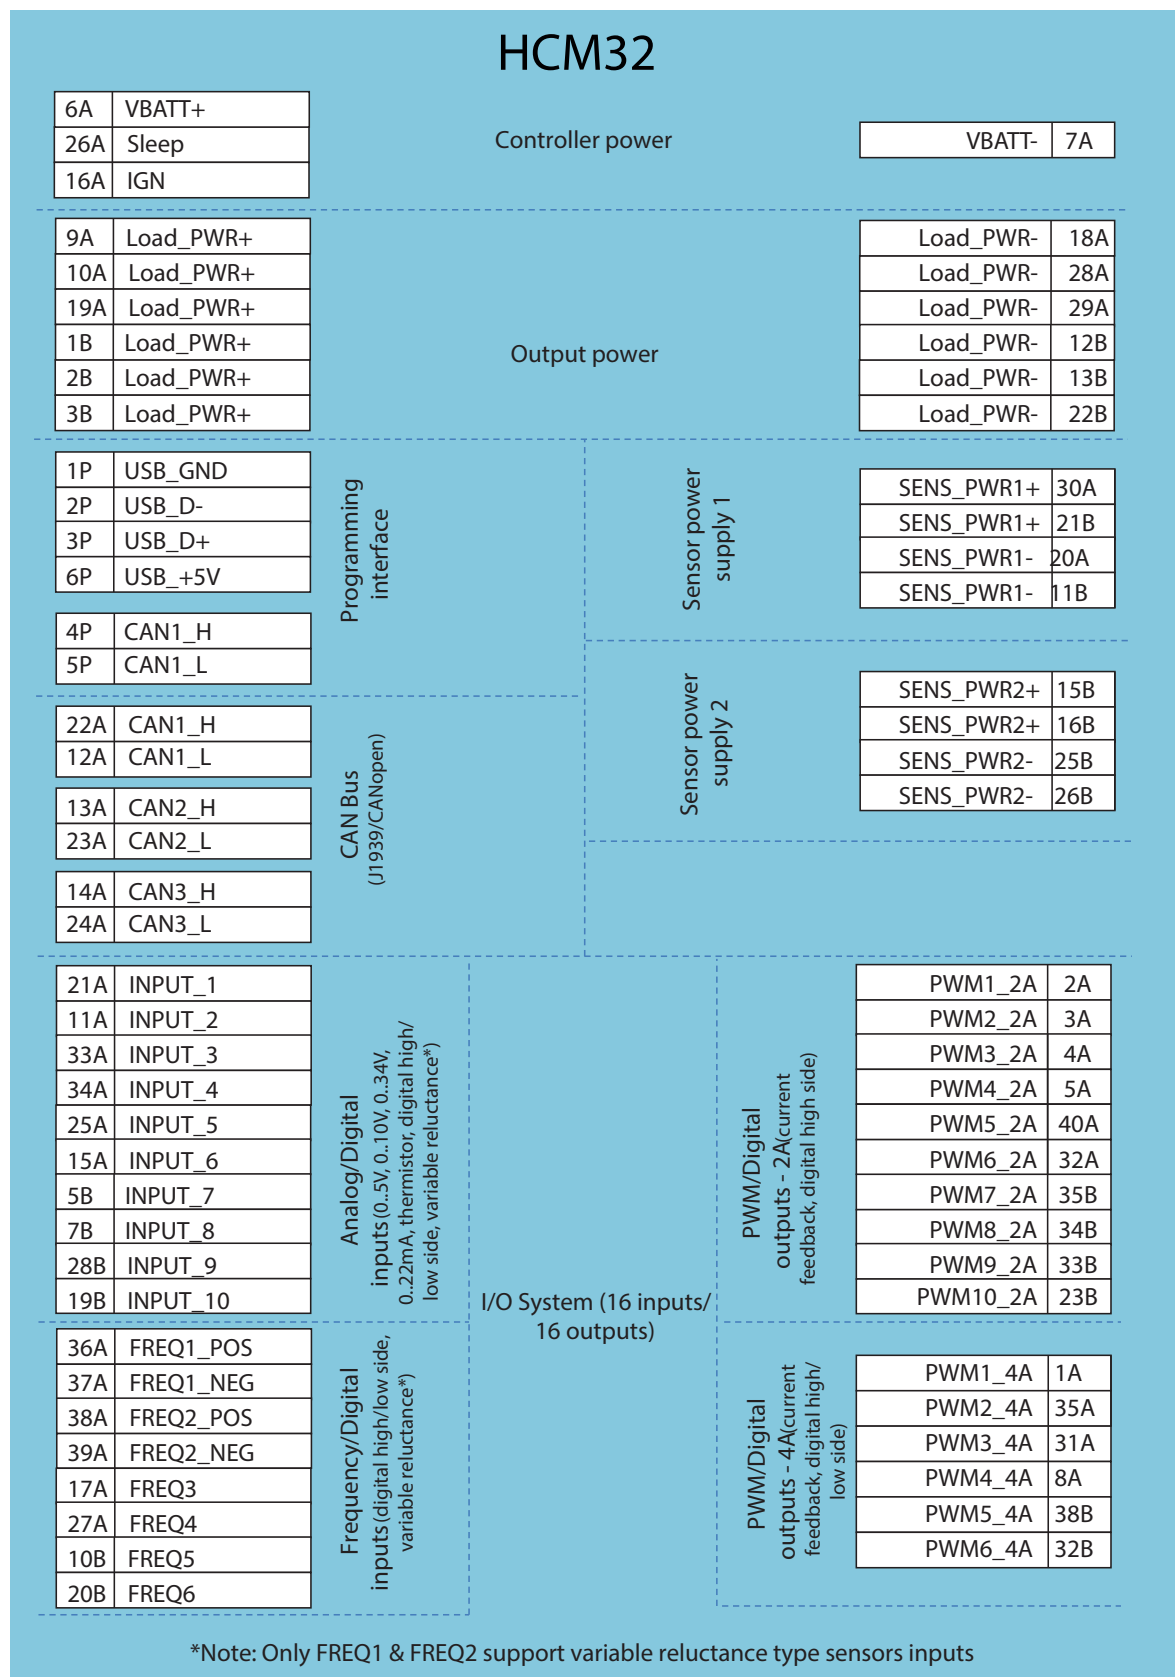 HCM32
6A VBATT+
26A Sleep
16A IGN
Controller power
VBATT- 7A
9A Load_PWR+
10A Load_PWR+
19A Load_PWR+
1B Load_PWR+
2B Load_PWR+
3B Load_PWR+
Output power
Load_PWR- 18A
Load_PWR- 28A
Load_PWR- 29A
Load_PWR- 12B
Load_PWR- 13B
Load_PWR- 22B
1P USB_GND
2P USB_D-
3P USB_D+
6P USB_+5V
4P CAN1_H
5P CAN1_L
Programming
interface
Sensor power
supply 1
SENS_PWR1+ 30A
SENS_PWR1+ 21B
SENS_PWR1- 20A
SENS_PWR1- 11B
22A CAN1_H
12A CAN1_L
13A CAN2_H
23A CAN2_L
14A CAN3_H
24A CAN3_L
CAN Bus
(J1939/CANopen)
Sensor power
supply 2
SENS_PWR2+ 15B
SENS_PWR2+ 16B
SENS_PWR2- 25B
SENS_PWR2- 26B
21A INPUT_1
11A INPUT_2
33A INPUT_3
34A INPUT_4
25A INPUT_5
15A INPUT_6
5B INPUT_7
7B INPUT_8
28B INPUT_9
19B INPUT_10
Analog/Digital
inputs (0..5V, 0..10V, 0..34V,
0..22mA, thermistor, digital high/
low side, variable reluctance*)
I/O System (16 inputs/
16 outputs)
PWM/Digital
outputs - 2A(current
feedback, digital high side)
PWM1_2A 2A
PWM2_2A 3A
PWM3_2A 4A
PWM4_2A 5A
PWM5_2A 40A
PWM6_2A 32A
PWM7_2A 35B
PWM8_2A 34B
PWM9_2A 33B
PWM10_2A 23B
36A FREQ1_POS
37A FREQ1_NEG
38A FREQ2_POS
39A FREQ2_NEG
17A FREQ3
27A FREQ4
10B FREQ5
20B FREQ6
Frequency/Digital
inputs (digital high/low side,
variable reluctance*)
PWM/Digital
outputs - 4A(current
feedback, digital high/
low side)
PWM1_4A 1A
PWM2_4A 35A
PWM3_4A 31A
PWM4_4A 8A
PWM5_4A 38B
PWM6_4A 32B
*Note: Only FREQ1 & FREQ2 support variable reluctance type sensors inputs